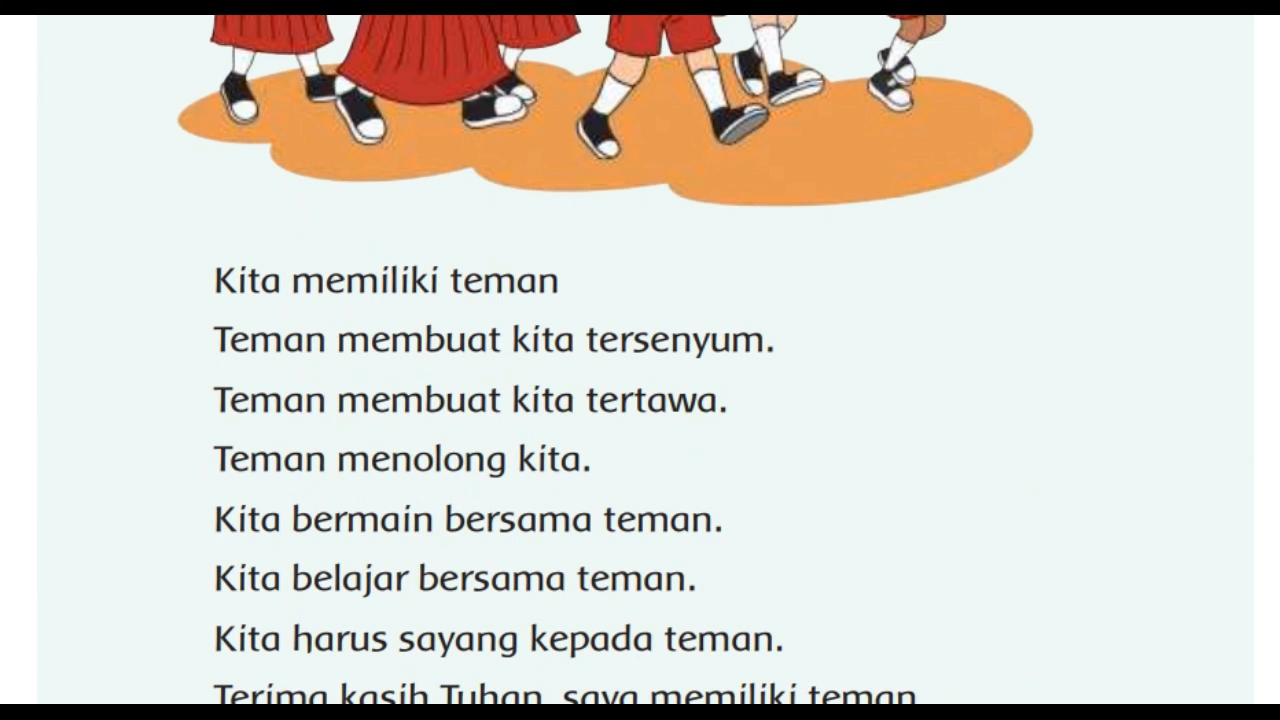 Kita memiliki teman
Teman membuat kita tersenyum.
Teman membuat kita tertawa.
Teman menolong kita.
Kita bermain bersama teman.
Kita belajar bersama teman.
Kita harus sayang kepada teman.
Terima kasih Tuhan, saya memiliki teman